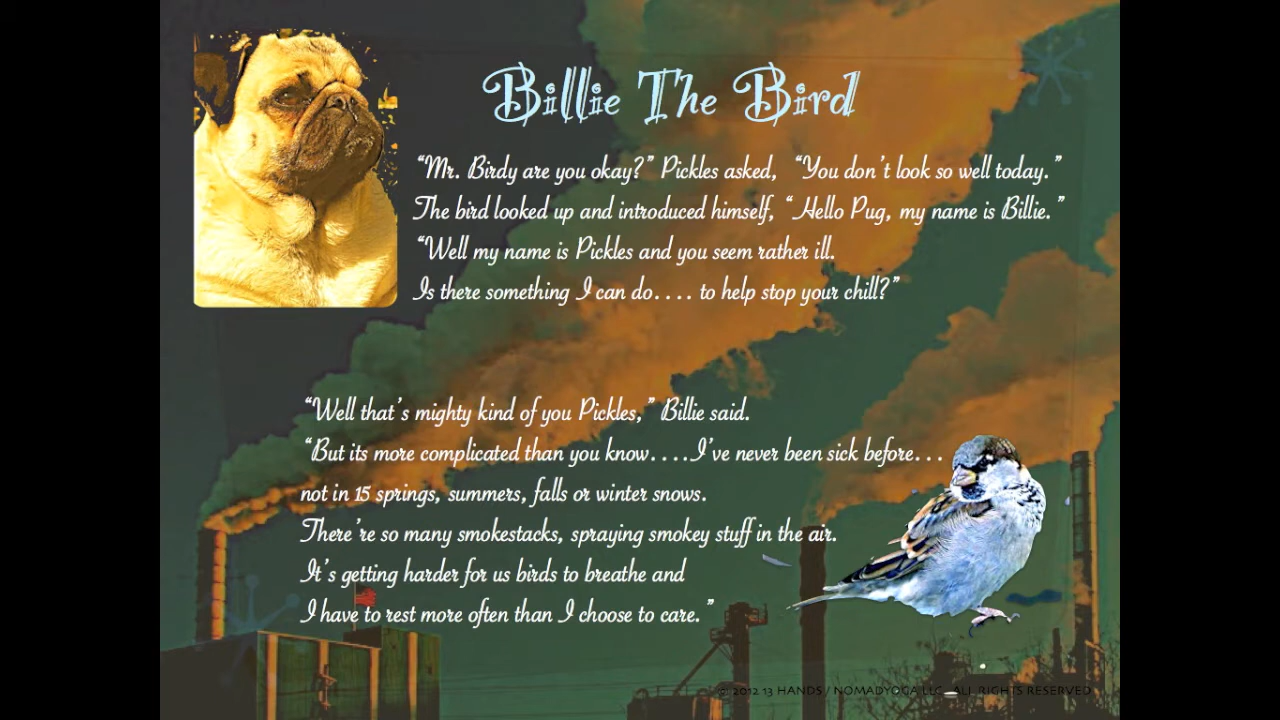 Billie The Bird
“Mr. Birdy are you okay?” Pickles asked, “You don’t look so well today.”
The bird looked up and introduced himself, “Hello Pug, my name is Billie.”
“Well my name is Pickles and you seem rather ill.
Is there something I can do.... to help stop your chill?”
“Well that’s mighty kind of you Pickles,” Billie said.
“But its more complicated than you know....I’ve never been sick before...
not in 15 springs, summers, falls or winter snows.
There’re so many smokestacks, spraying smokey stuff in the air.
It’s getting harder for us birds to breathe and
I have to rest more often than I choose to care.”
© 2012 13 HANDS / NOMADYOGA LLC ALL RIGHTS RESERVED